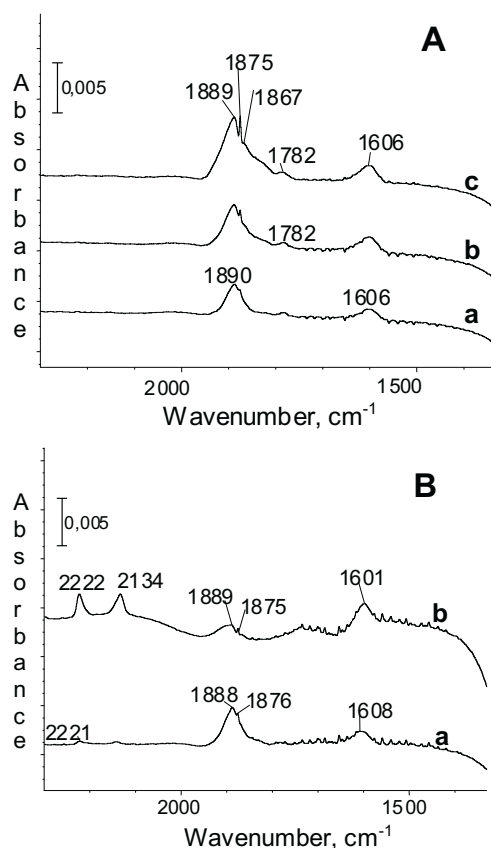 A
Absorbance
0,005
1875
1889
1867
1782
1606
c
1782
b
1890
1606
a
2000 1500
Wavenumber, cm-1
B
Absorbance
0,005
2222 2134
1889
1875
1601
b
1888
1876
2221
1608
a
2000 1500
Wavenumber, cm-1